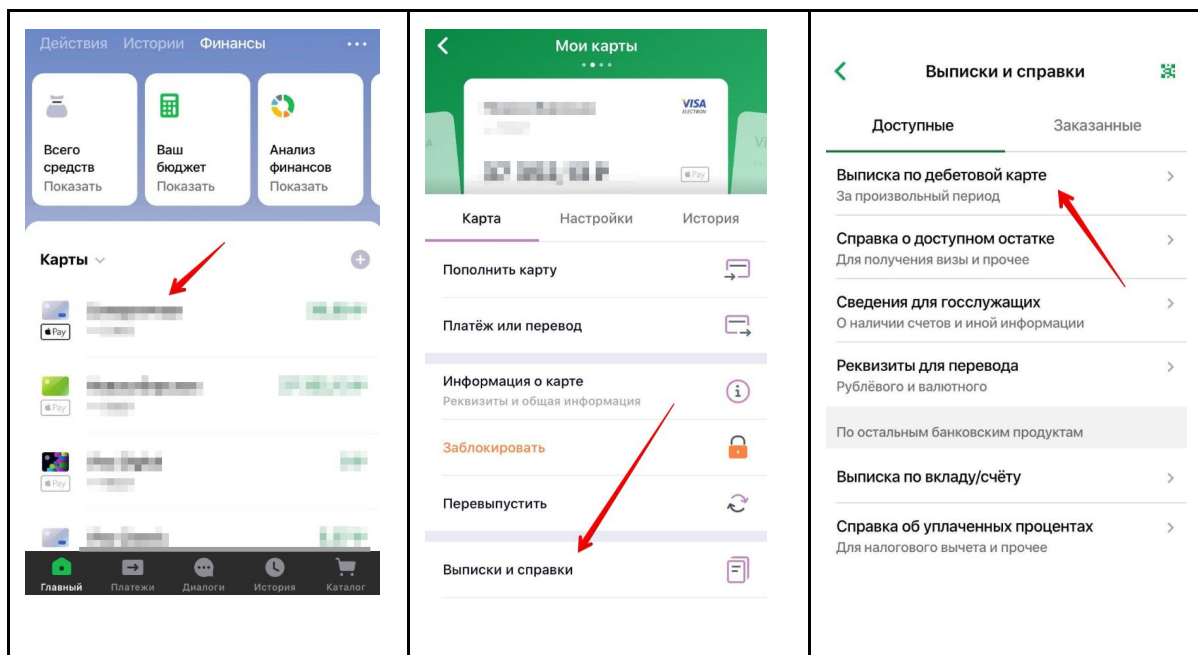 Действия Истории Финансы
Всего
средств
Показать
Ваш
бюджет
Показать
Анализ
финансов
Показать
Карты
Pay
Pay
Pay
Главный
Платежи
Диалоги
История
Каталог
Мои карты
VISA
ELECTRON
Pay
Карта
Настройки
История
Пополнить карту
Платёж или перевод
Информация о карте
Реквизиты и общая информация
Заблокировать
Перевыпустить
Выписки и справки
Выписки и справки
Доступные
Заказанные
Выписка по дебетовой карте
За произвольный период
Справка о доступном остатке
Для получения визы и прочее
Сведения для госслужащих
О наличии счетов и иной информации
Реквизиты для перевода
Рублёвого и валютного
По остальным банковским продуктам
Выписка по вкладу/счёту
Справка об уплаченных процентах
Для налогового вычета и прочее